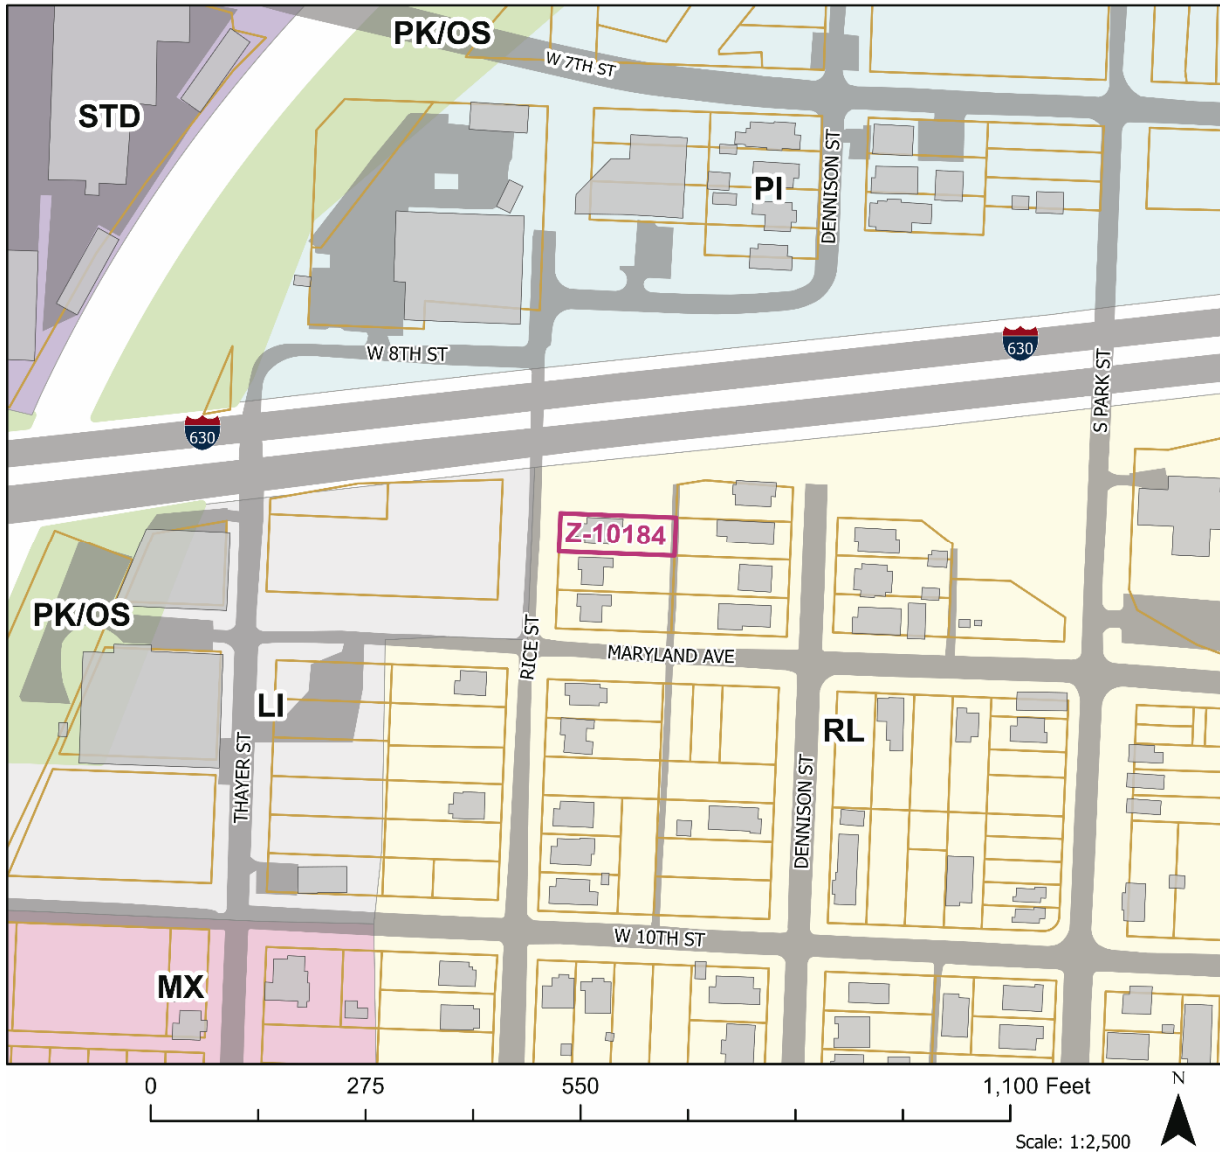 PK/OS
W 7TH ST
STD
DENNISON ST
PI
W 8TH ST
630
630
S PARK ST
Z-10184
PK/OS
RICE ST
MARYLAND AVE
LI
RL
THAYER ST
DENNISON ST
W 10TH ST
MX
0 275 550 1,100 Feet
N
Scale: 1:2,500